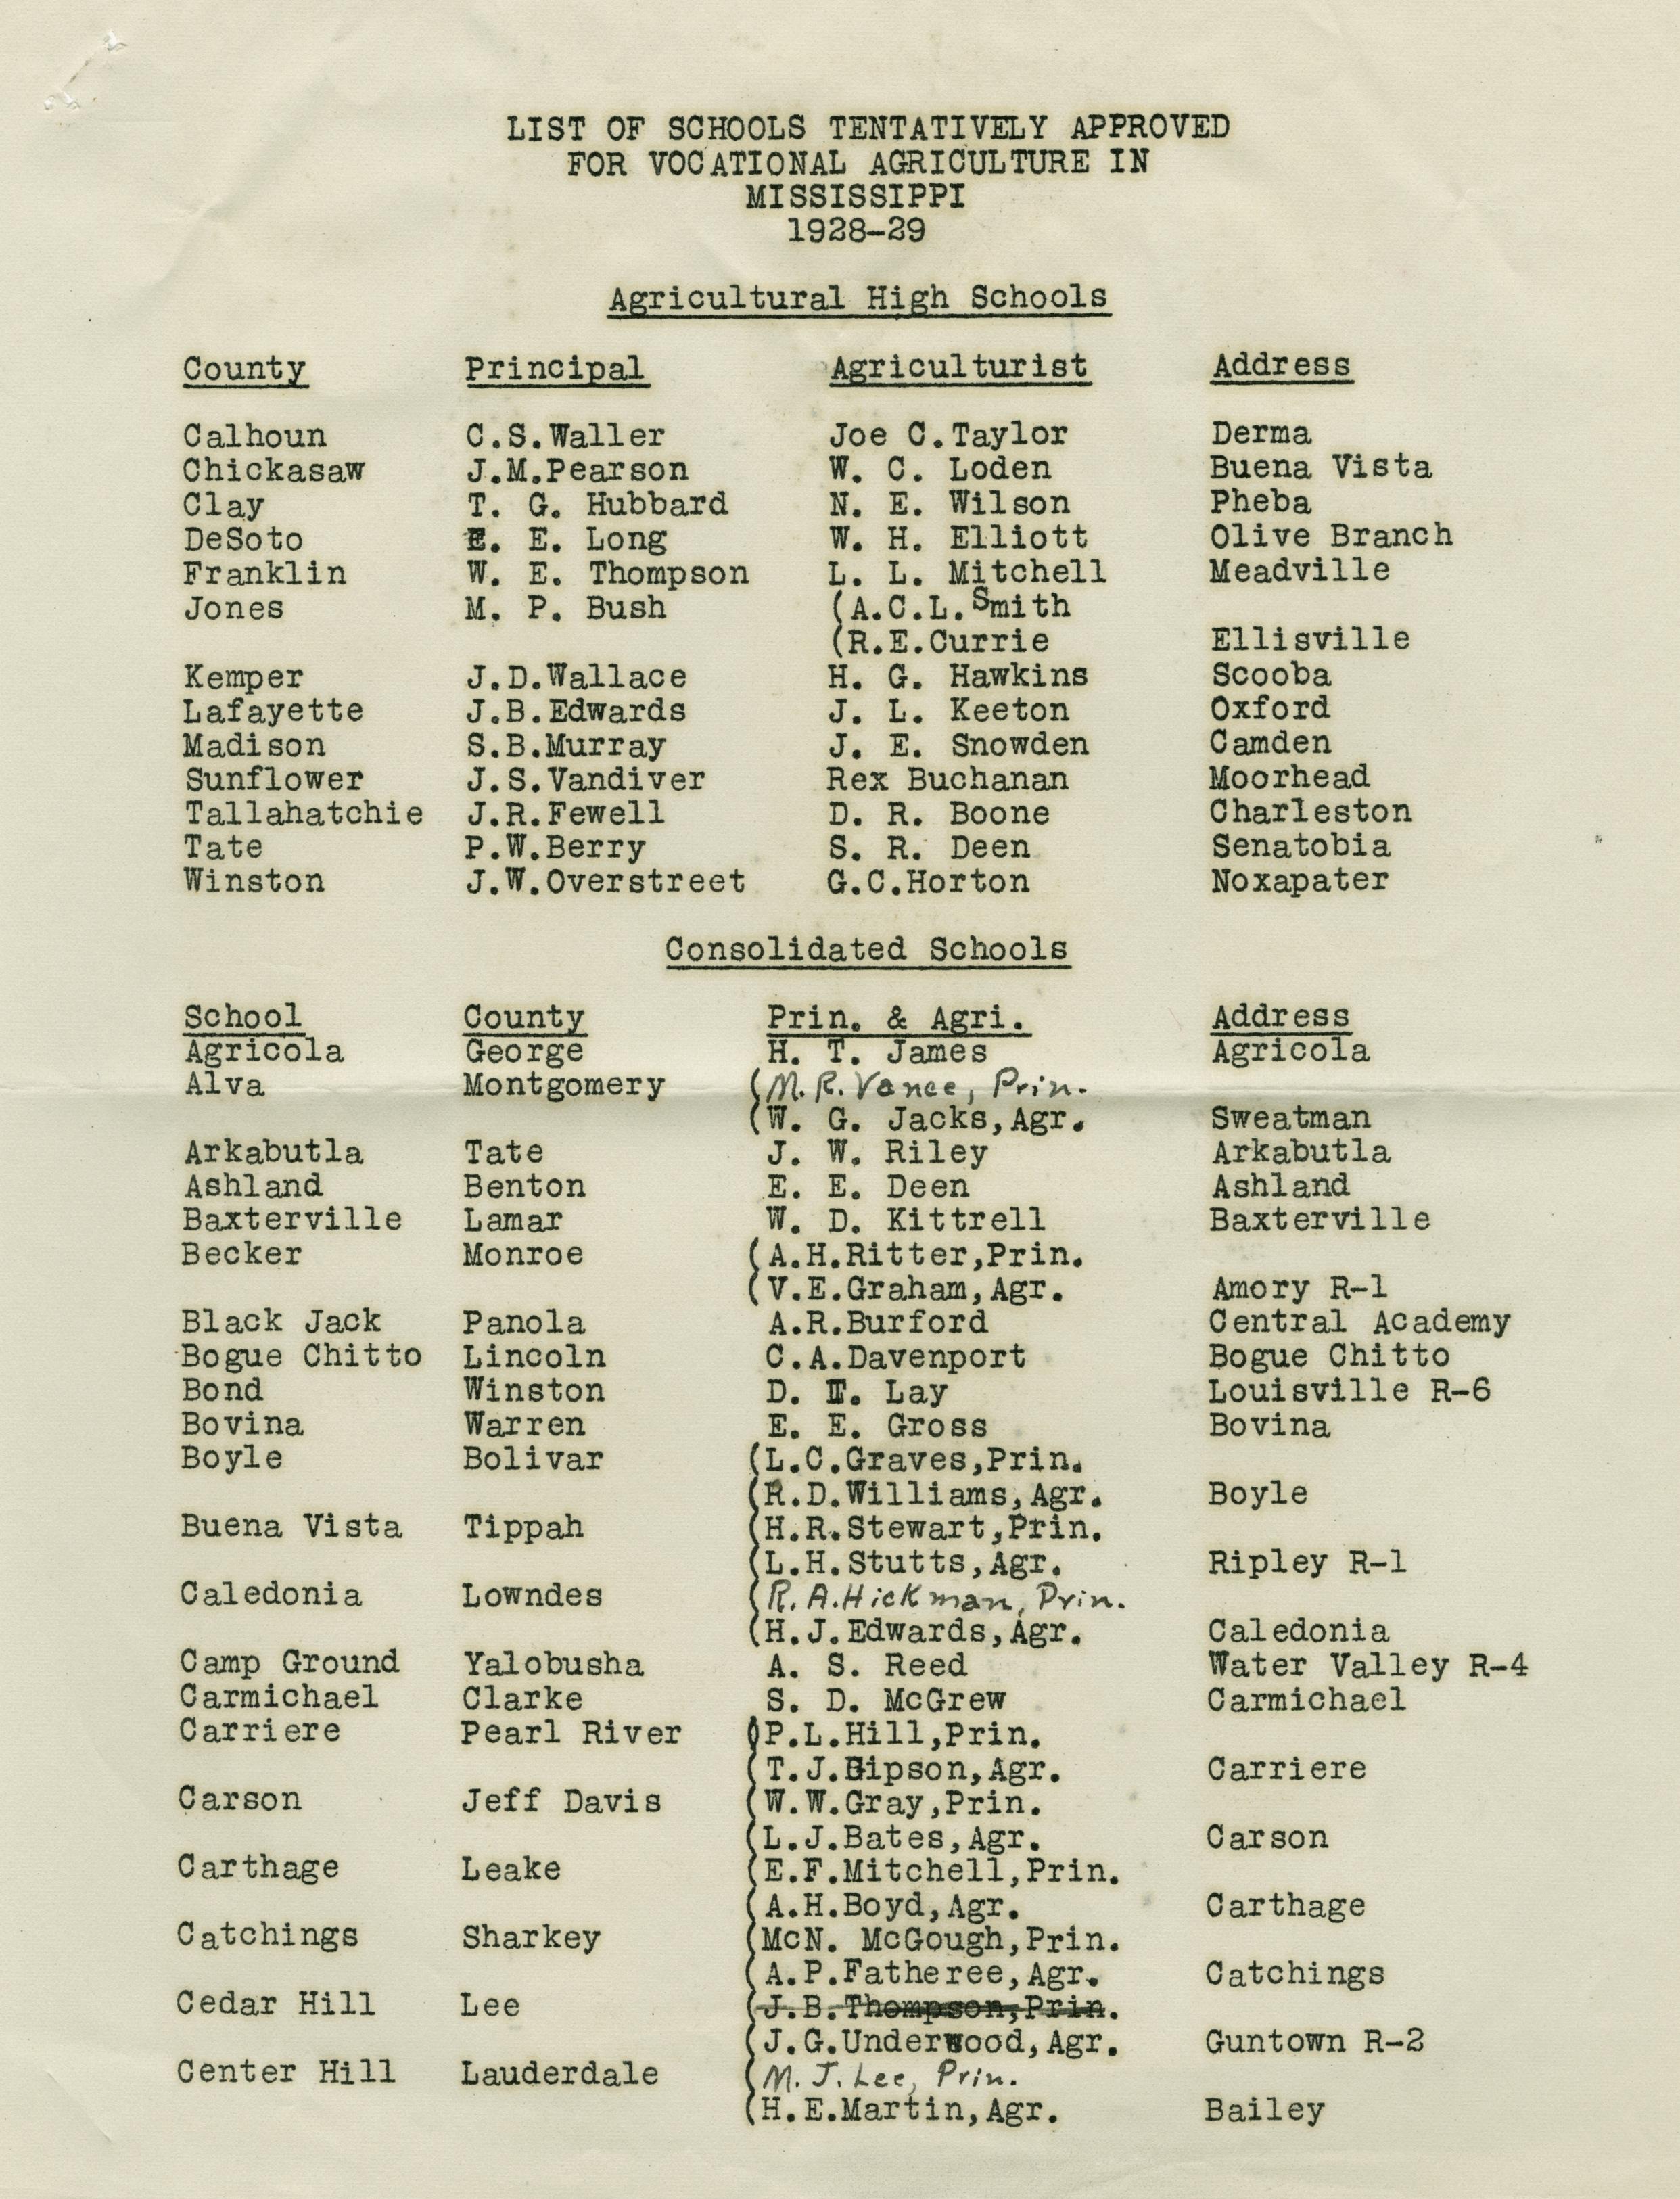 LIST OF SCHOOLS TENTATIVELY APPROVED
FOR VOCATIONAL AGRICULTURE IN
MISSISSIPPI
1928-29
Agricultural High Schools
County Principal Agriculturist Address
Calhoun C.S.Waller Joe C.Taylor Derma
Chickasaw J.M.Pearson W. C. Loden Buena Vista
Clay T. G. Hubbard N. E. Wilson Pheba
DeSoto E. E. Long W. H. Elliott Olive Branch
Franklin W. E. Thompson L. L. Mitchell Meadville
Jones M. P. Bush (A.C.L.Smith
(R.E.Currie Ellisville
Kemper J.D.Wallace H. G. Hawkins Scooba
Lafayette J.B.Edwards J. L. Keeton Oxford
Madison S.B.Murray J. E. Snowden Camden
Sunflower J.S.Vandiver Rex Buchanan Moorhead
Tallahatchie J.R.Fewell D. R. Boone Charleston
Tate P.W.Berry S. R. Deen Senatobia
Winston J.W.Overstreet G.C.Horton Noxapater
Consolidated Schools
School County Prin. & Agri. Address
Agricola George H. T. James Agricola
Alva Montgomery (M.R.Vance, Prin.
(W. G. Jacks,Agr. Sweatman
Arkabutla Tate J. W. Riley Arkabutla
Ashland Benton E. E. Deen Ashland
Baxterville Lamar W. D. Kittrell Baxterville
Becker Monroe (A.H.Ritter,Prin.
(V.E.Graham,Agr. Amory R-1
Black Jack Panola A.R.Burford Central Academy
Bogue Chitto Lincoln C.A.Davenport Bogue Chitto
Bond Winston D. Lay Louisville R-6
Bovina Warren E. E. Gross Bovina
Boyle Bolivar (L.C.Graves,Prin.
(R.D.Williams,Agr. Boyle
Buena Vista Tippah (H.R.Stewart,Prin.
(L.H.Stutts,Agr. Ripley R-1
Caledonia Lowndes (R.A.Hickman, Prin.
(H.J.Edwards,Agr. Caledonia
Camp Ground Yalobusha A. S. Reed Water Valley R-4
Carmichael Clarke S. D. McGrew Carmichael
Carriere Pearl River (P.L.Hill,Prin.
(T.J.Gipson,Agr. Carriere
Carson Jeff Davis (W.W.Gray,Prin.
(L.J.Bates,Agr. Carson
Carthage Leake (E.F.Mitchell,Prin.
(A.H.Boyd,Agr. Carthage
Catchings Sharkey (McN. McGough,Prin.
(A.P.Fatheree,Agr. Catchings
Cedar Hill Lee (J.B.Thompson,Prin.
(J.G.Underwood,Agr. Guntown R-2
Center Hill Lauderdale (M.J.Lee, Prin.
(H.E.Martin,Agr. Bailey